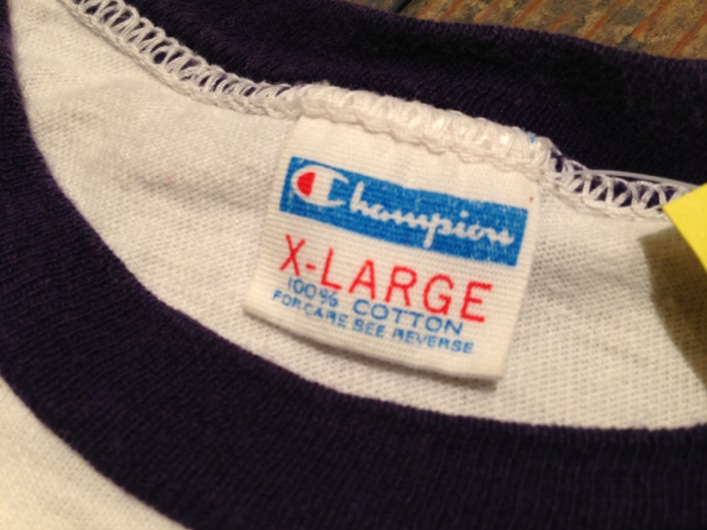 Champion
X-LARGE
100% COTTON
FOR CARE SEE REVERSE